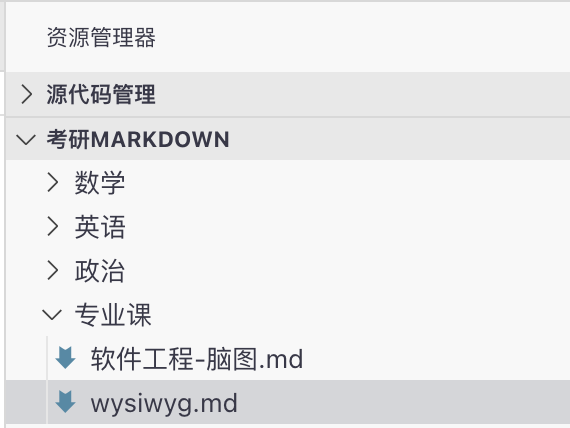 资源管理器
源代码管理
考研MARKDOWN
数学
英语
政治
专业课
软件工程-脑图.md
wysiwyg.md